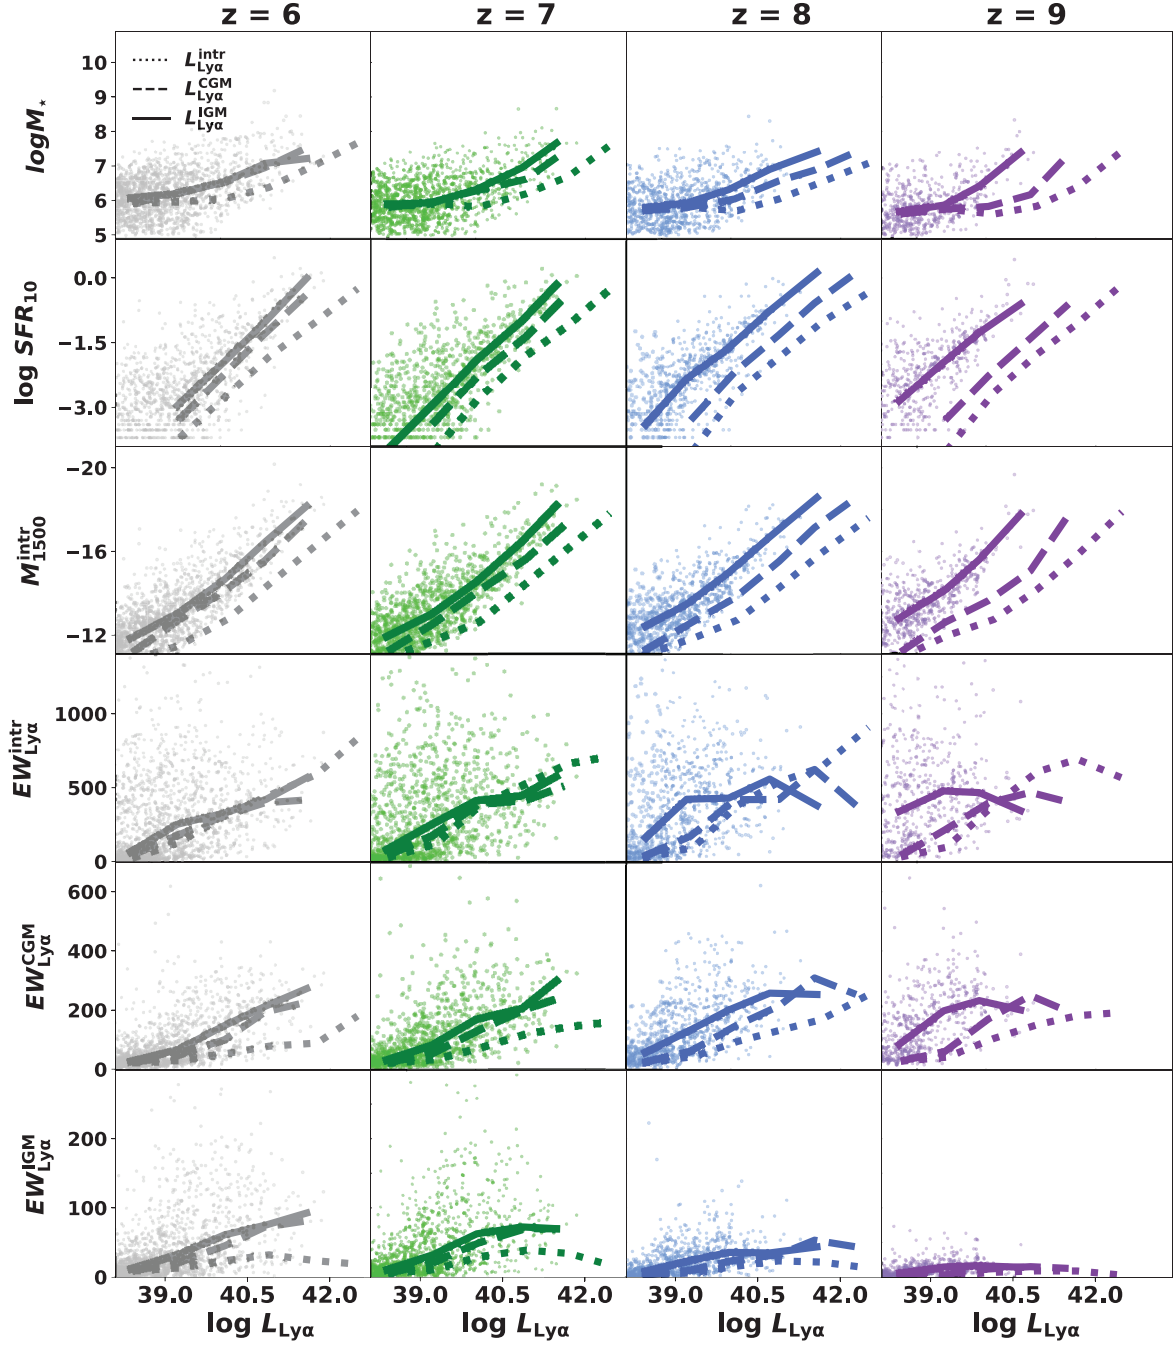 z = 6 z = 7 z = 8 z = 9
L_Lyα^intr
L_Lyα^CGM
L_Lyα^IGM
logM⋆
10
9
8
7
6
5
log SFR₁₀
0.0
−1.5
−3.0
M_1500^intr
−20
−16
−12
EW_Lyα^intr
1000
500
0
EW_Lyα^CGM
600
400
200
0
EW_Lyα^IGM
200
100
0
39.0 40.5 42.0 39.0 40.5 42.0 39.0 40.5 42.0 39.0 40.5 42.0
log L_Lyα log L_Lyα log L_Lyα log L_Lyα